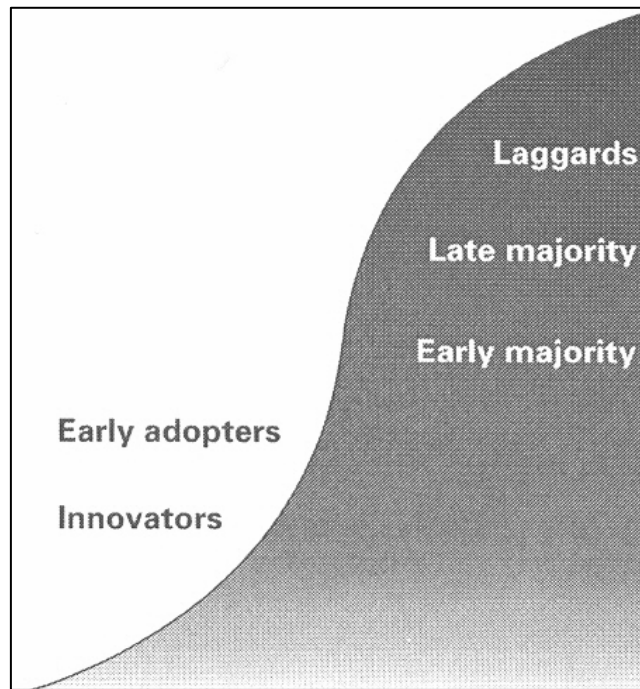 Laggards
Late majority
Early majority
Early adopters
Innovators